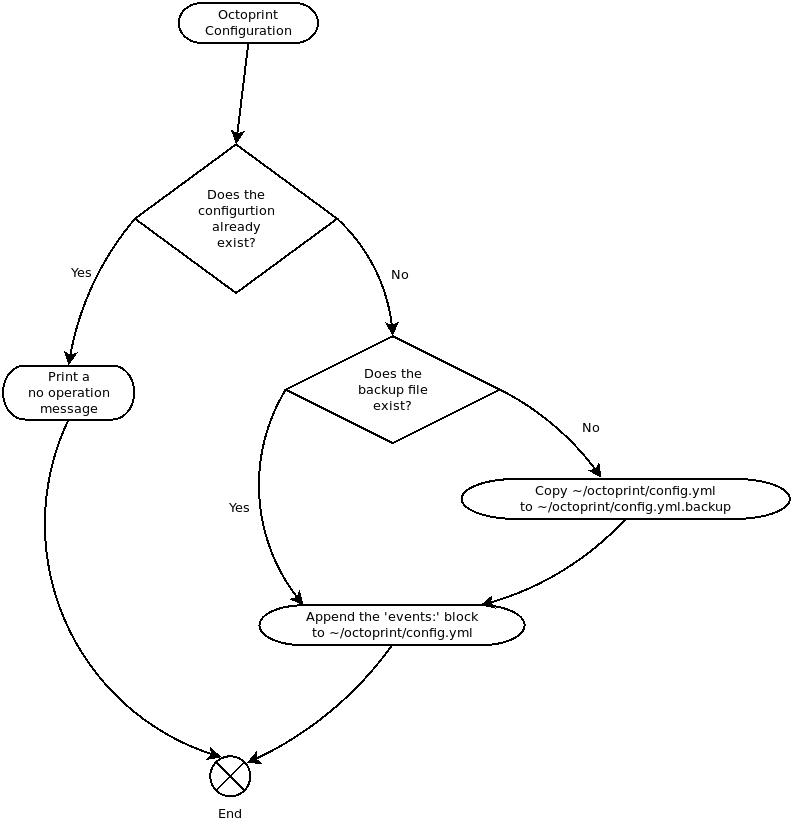 Octoprint
Configuration
Does the
configurtion
already
exist?
Yes
No
Print a
no operation
message
Does the
backup file
exist?
No
Yes
Copy ~/octoprint/config.yml
to ~/octoprint/config.yml.backup
Append the 'events:' block
to ~/octoprint/config.yml
End